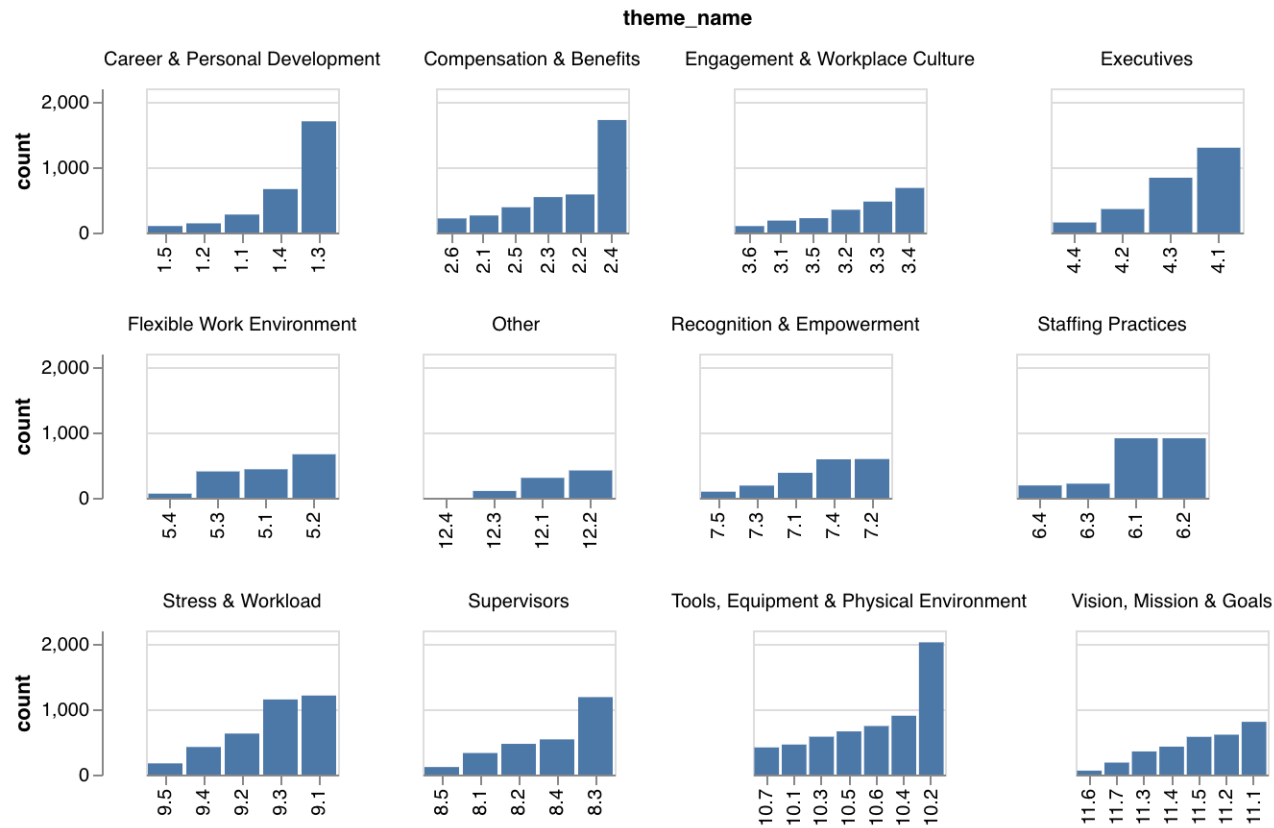 theme_name
Career & Personal Development Compensation & Benefits Engagement & Workplace Culture Executives
count
2,000
1,000
0
1.5 1.2 1.1 1.4 1.3 2.6 2.1 2.5 2.3 2.2 2.4 3.6 3.1 3.5 3.2 3.3 3.4 4.4 4.2 4.3 4.1
Flexible Work Environment Other Recognition & Empowerment Staffing Practices
count
2,000
1,000
0
5.4 5.3 5.1 5.2 12.4 12.3 12.1 12.2 7.5 7.3 7.1 7.4 7.2 6.4 6.3 6.1 6.2
Stress & Workload Supervisors Tools, Equipment & Physical Environment Vision, Mission & Goals
count
2,000
1,000
0
9.5 9.4 9.2 9.3 9.1 8.5 8.1 8.2 8.4 8.3 10.7 10.1 10.3 10.5 10.6 10.4 10.2 11.6 11.7 11.3 11.4 11.5 11.2 11.1